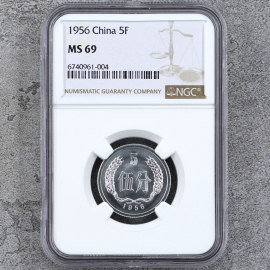 1956 China 5F
MS 69
6740961-004
NUMISMATIC GUARANTY COMPANY
NGC
5
伍分
1956